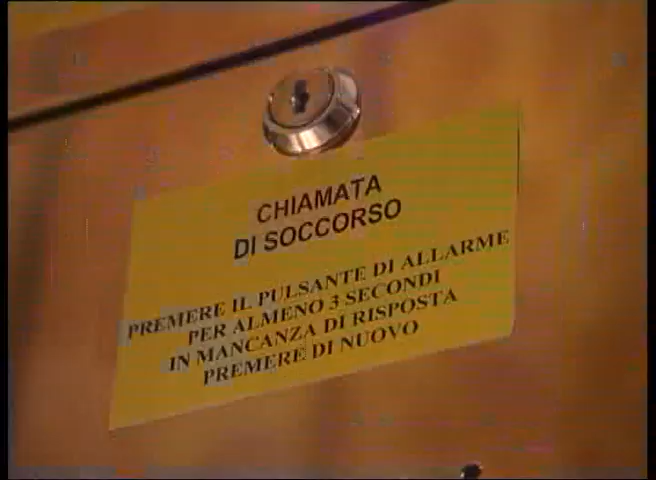 CHIAMATA
DI SOCCORSO
PREMERE IL PULSANTE DI ALLARME
PER ALMENO 3 SECONDI
IN MANCANZA DI RISPOSTA
PREMERE DI NUOVO